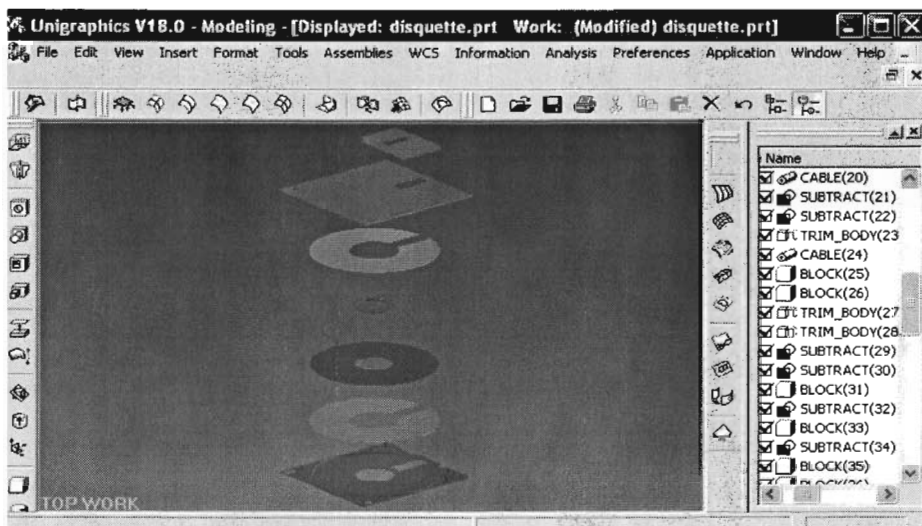 Unigraphics V18.0 - Modeling - [Displayed: disquette.prt Work: (Modified) disquette.prt]
File Edit View Insert Format Tools Assemblies WCS Information Analysis Preferences Application Window Help
Name
CABLE(20)
SUBTRACT(21)
SUBTRACT(22)
TRIM_BODY(23
CABLE(24)
BLOCK(25)
BLOCK(26)
TRIM_BODY(27
TRIM_BODY(28
SUBTRACT(29)
SUBTRACT(30)
BLOCK(31)
SUBTRACT(32)
BLOCK(33)
SUBTRACT(34)
BLOCK(35)
TOP WORK